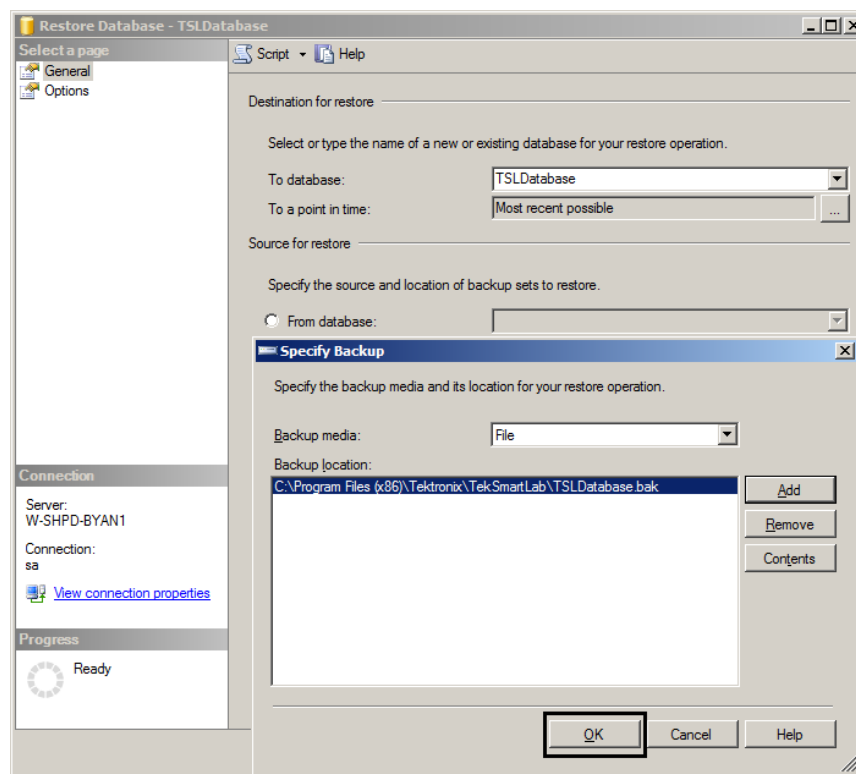 Restore Database - TSLDatabase
Select a page
General
Options
Script
Help
Destination for restore
Select or type the name of a new or existing database for your restore operation.
To database:
TSLDatabase
To a point in time:
Most recent possible
...
Source for restore
Specify the source and location of backup sets to restore.
From database:
Specify Backup
Specify the backup media and its location for your restore operation.
Backup media:
File
Backup location:
C:\Program Files (x86)\Tektronix\TekSmartLab\TSLDatabase.bak
Add
Remove
Contents
Connection
Server:
W-SHPD-BYAN1
Connection:
sa
View connection properties
Progress
Ready
OK
Cancel
Help